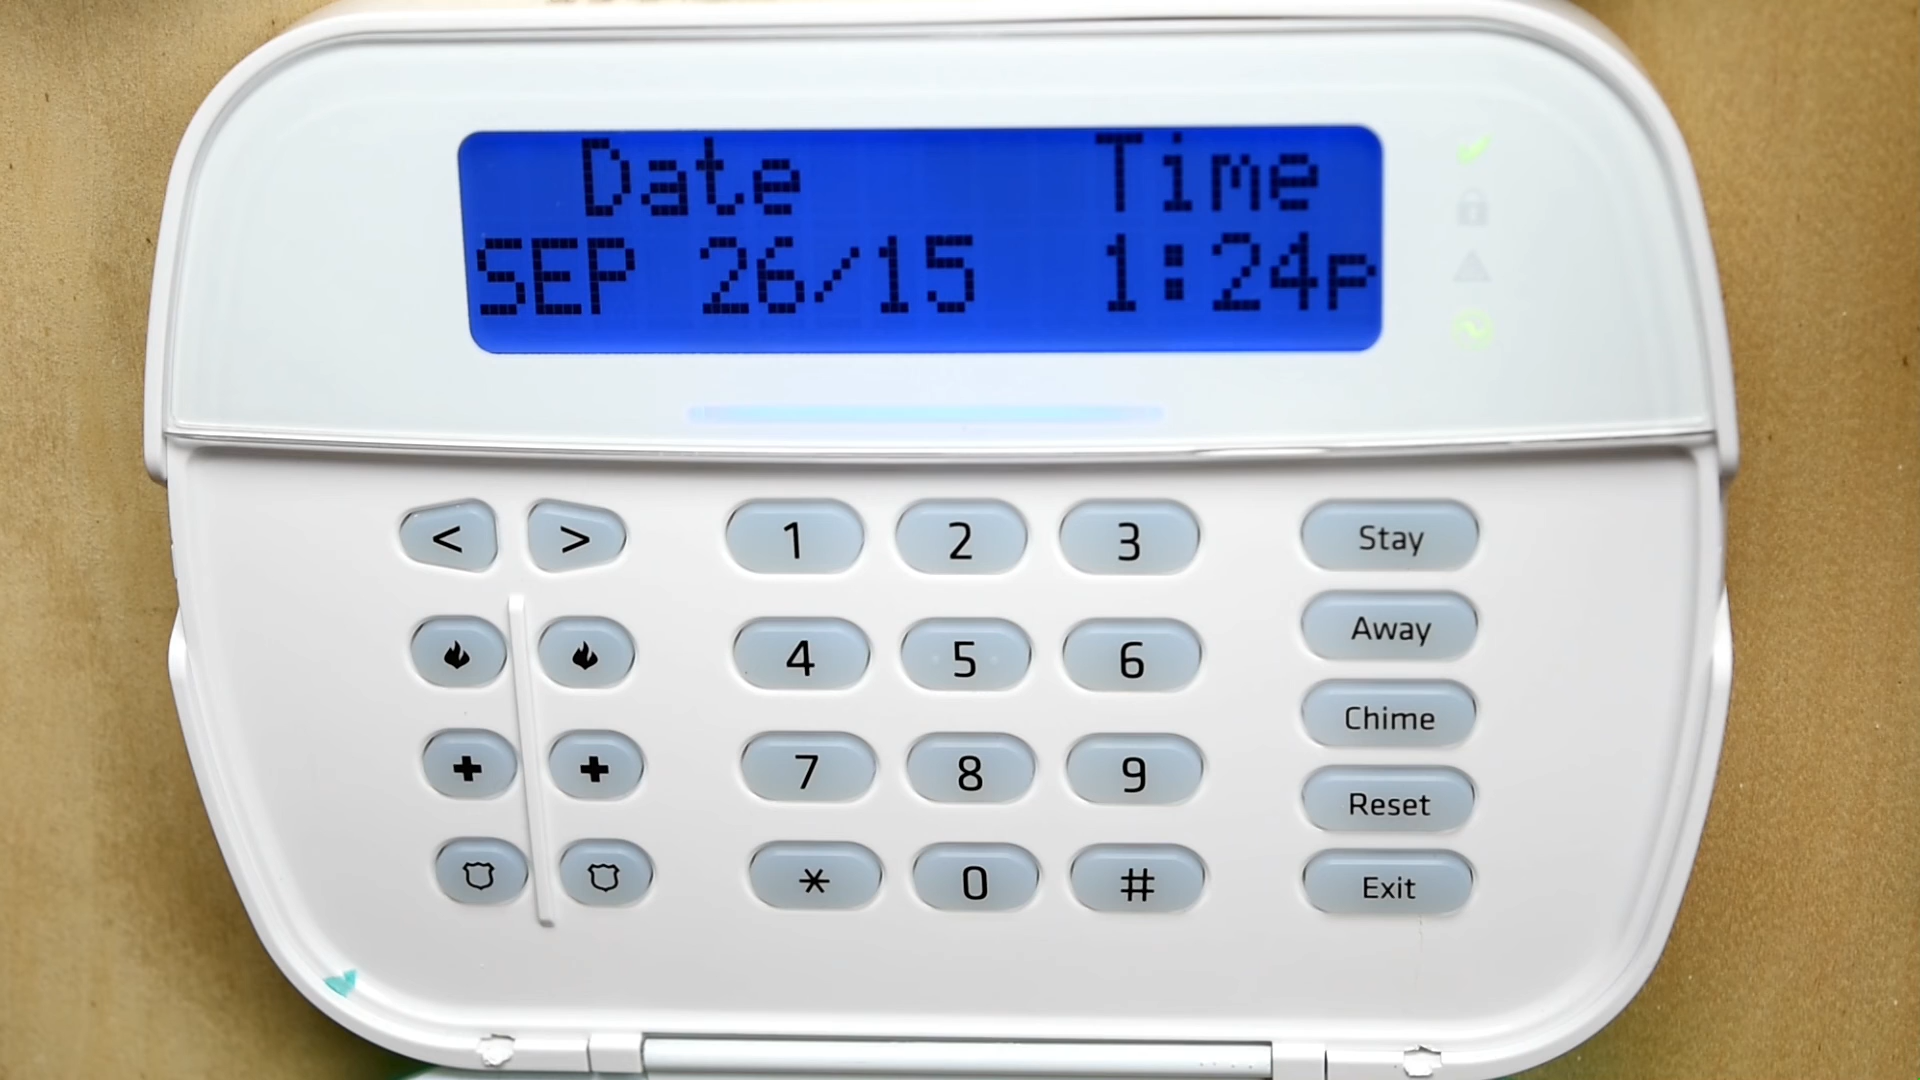 Date Time
SEP 26/15 1:24p
< > 1 2 3 Stay
4 5 6 Away
Chime
7 8 9
Reset
* 0 # Exit